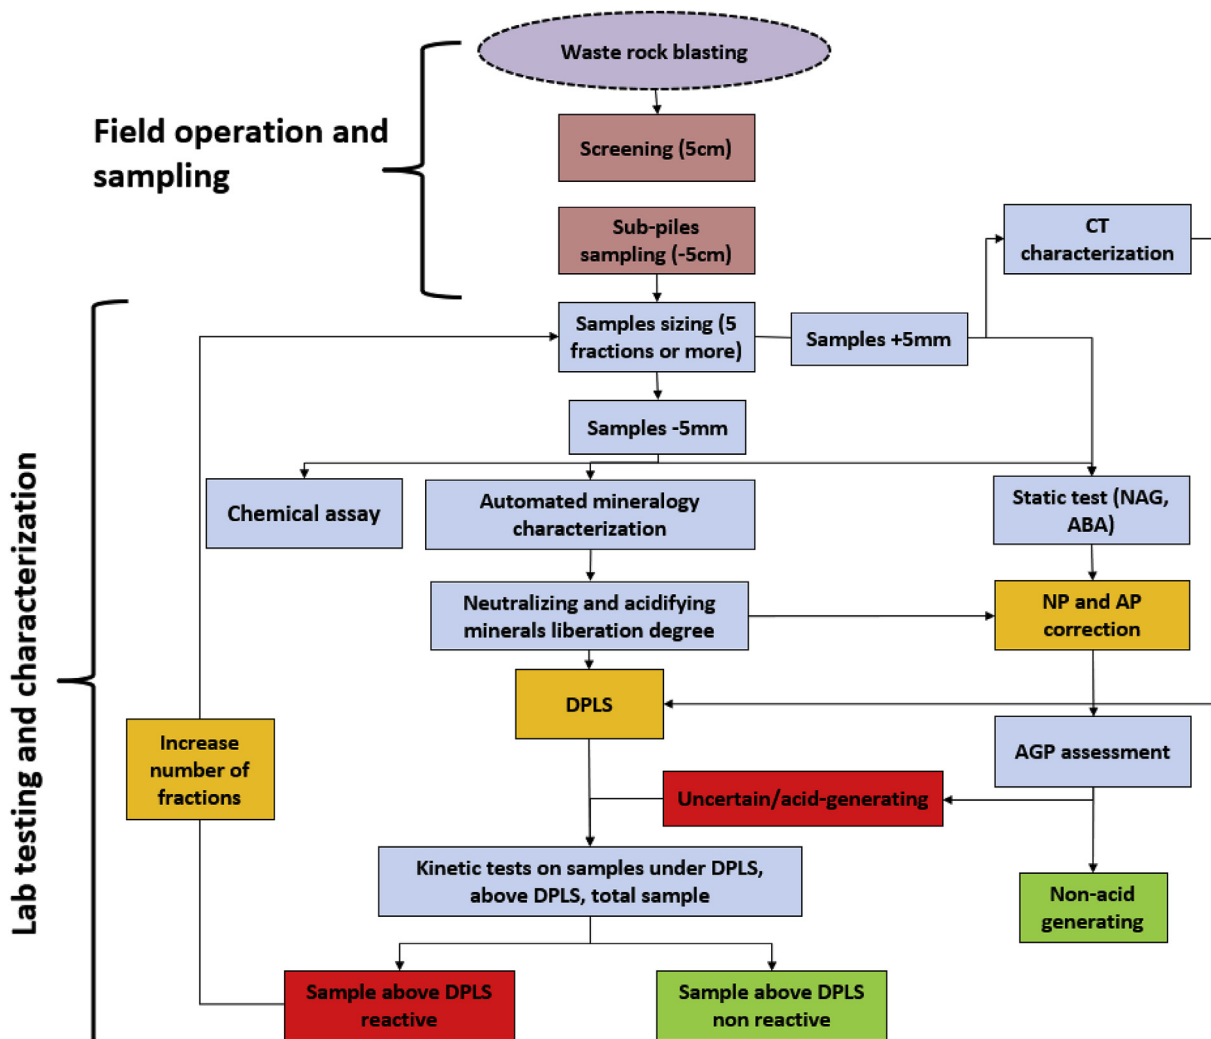 Waste rock blasting
Field operation and
sampling
Screening (5cm)
Sub-piles
sampling (-5cm)
CT
characterization
Samples sizing (5
fractions or more)
Samples +5mm
Samples -5mm
Chemical assay
Automated mineralogy
characterization
Static test (NAG,
ABA)
Lab testing and characterization
Neutralizing and acidifying
minerals liberation degree
NP and AP
correction
DPLS
Increase
number of
fractions
AGP assessment
Uncertain/acid-generating
Kinetic tests on samples under DPLS,
above DPLS, total sample
Non-acid
generating
Sample above DPLS
reactive
Sample above DPLS
non reactive